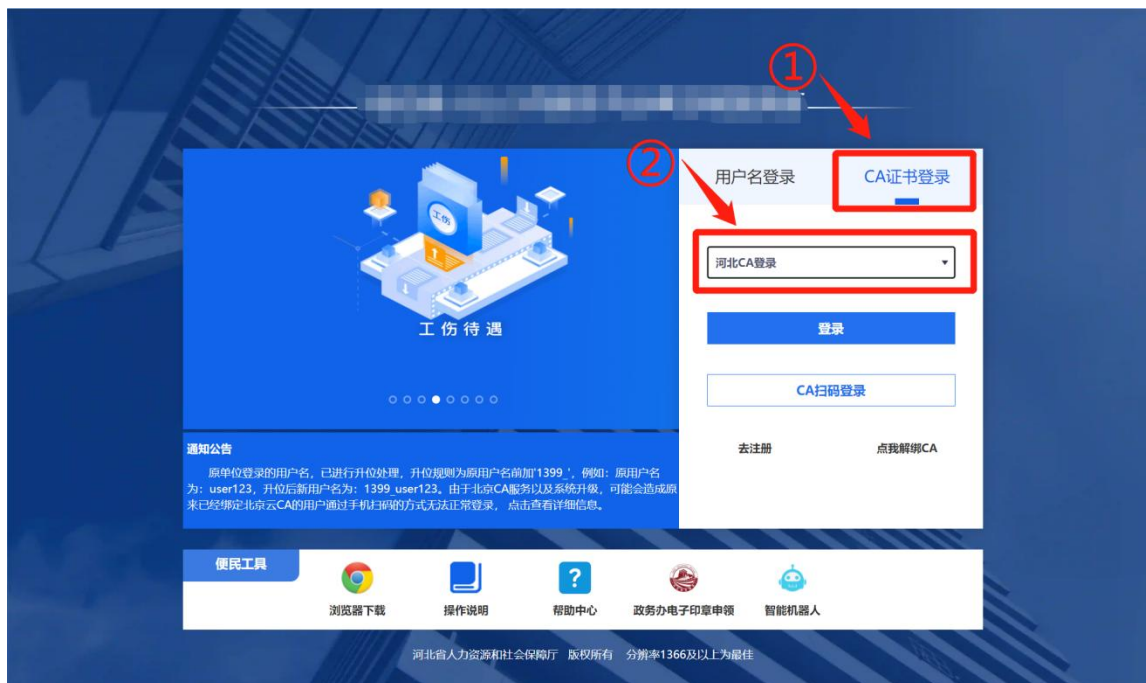 ①
②
用户名登录
CA证书登录
河北CA登录
登录
CA扫码登录
去注册
点我解绑CA
工伤
工伤待遇
通知公告
原单位登录的用户名，已进行升位处理，升位规则为原用户名前加'1399_'，例如：原用户名
为：user123，升位后新用户名为：1399_user123。由于北京CA服务以及系统升级，可能会造成原
来已经绑定北京云CA的用户通过手机扫码的方式无法正常登录， 点击查看详细信息。
便民工具
浏览器下载
操作说明
帮助中心
政务办电子印章申领
智能机器人
河北省人力资源和社会保障厅 版权所有 分辨率1366及以上为最佳